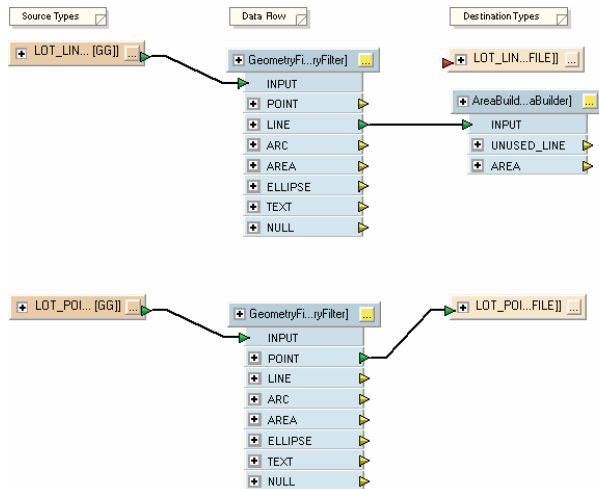 Source Types
Data Flow
Destination Types
LOT_LIN... [GG]]
GeometryFi...ryFilter]
INPUT
POINT
LINE
ARC
AREA
ELLIPSE
TEXT
NULL
LOT_LIN...FILE]]
AreaBuild...aBuilder]
INPUT
UNUSED_LINE
AREA
LOT_POI... [GG]]
GeometryFi...ryFilter]
INPUT
POINT
LINE
ARC
AREA
ELLIPSE
TEXT
NULL
LOT_POI...FILE]]